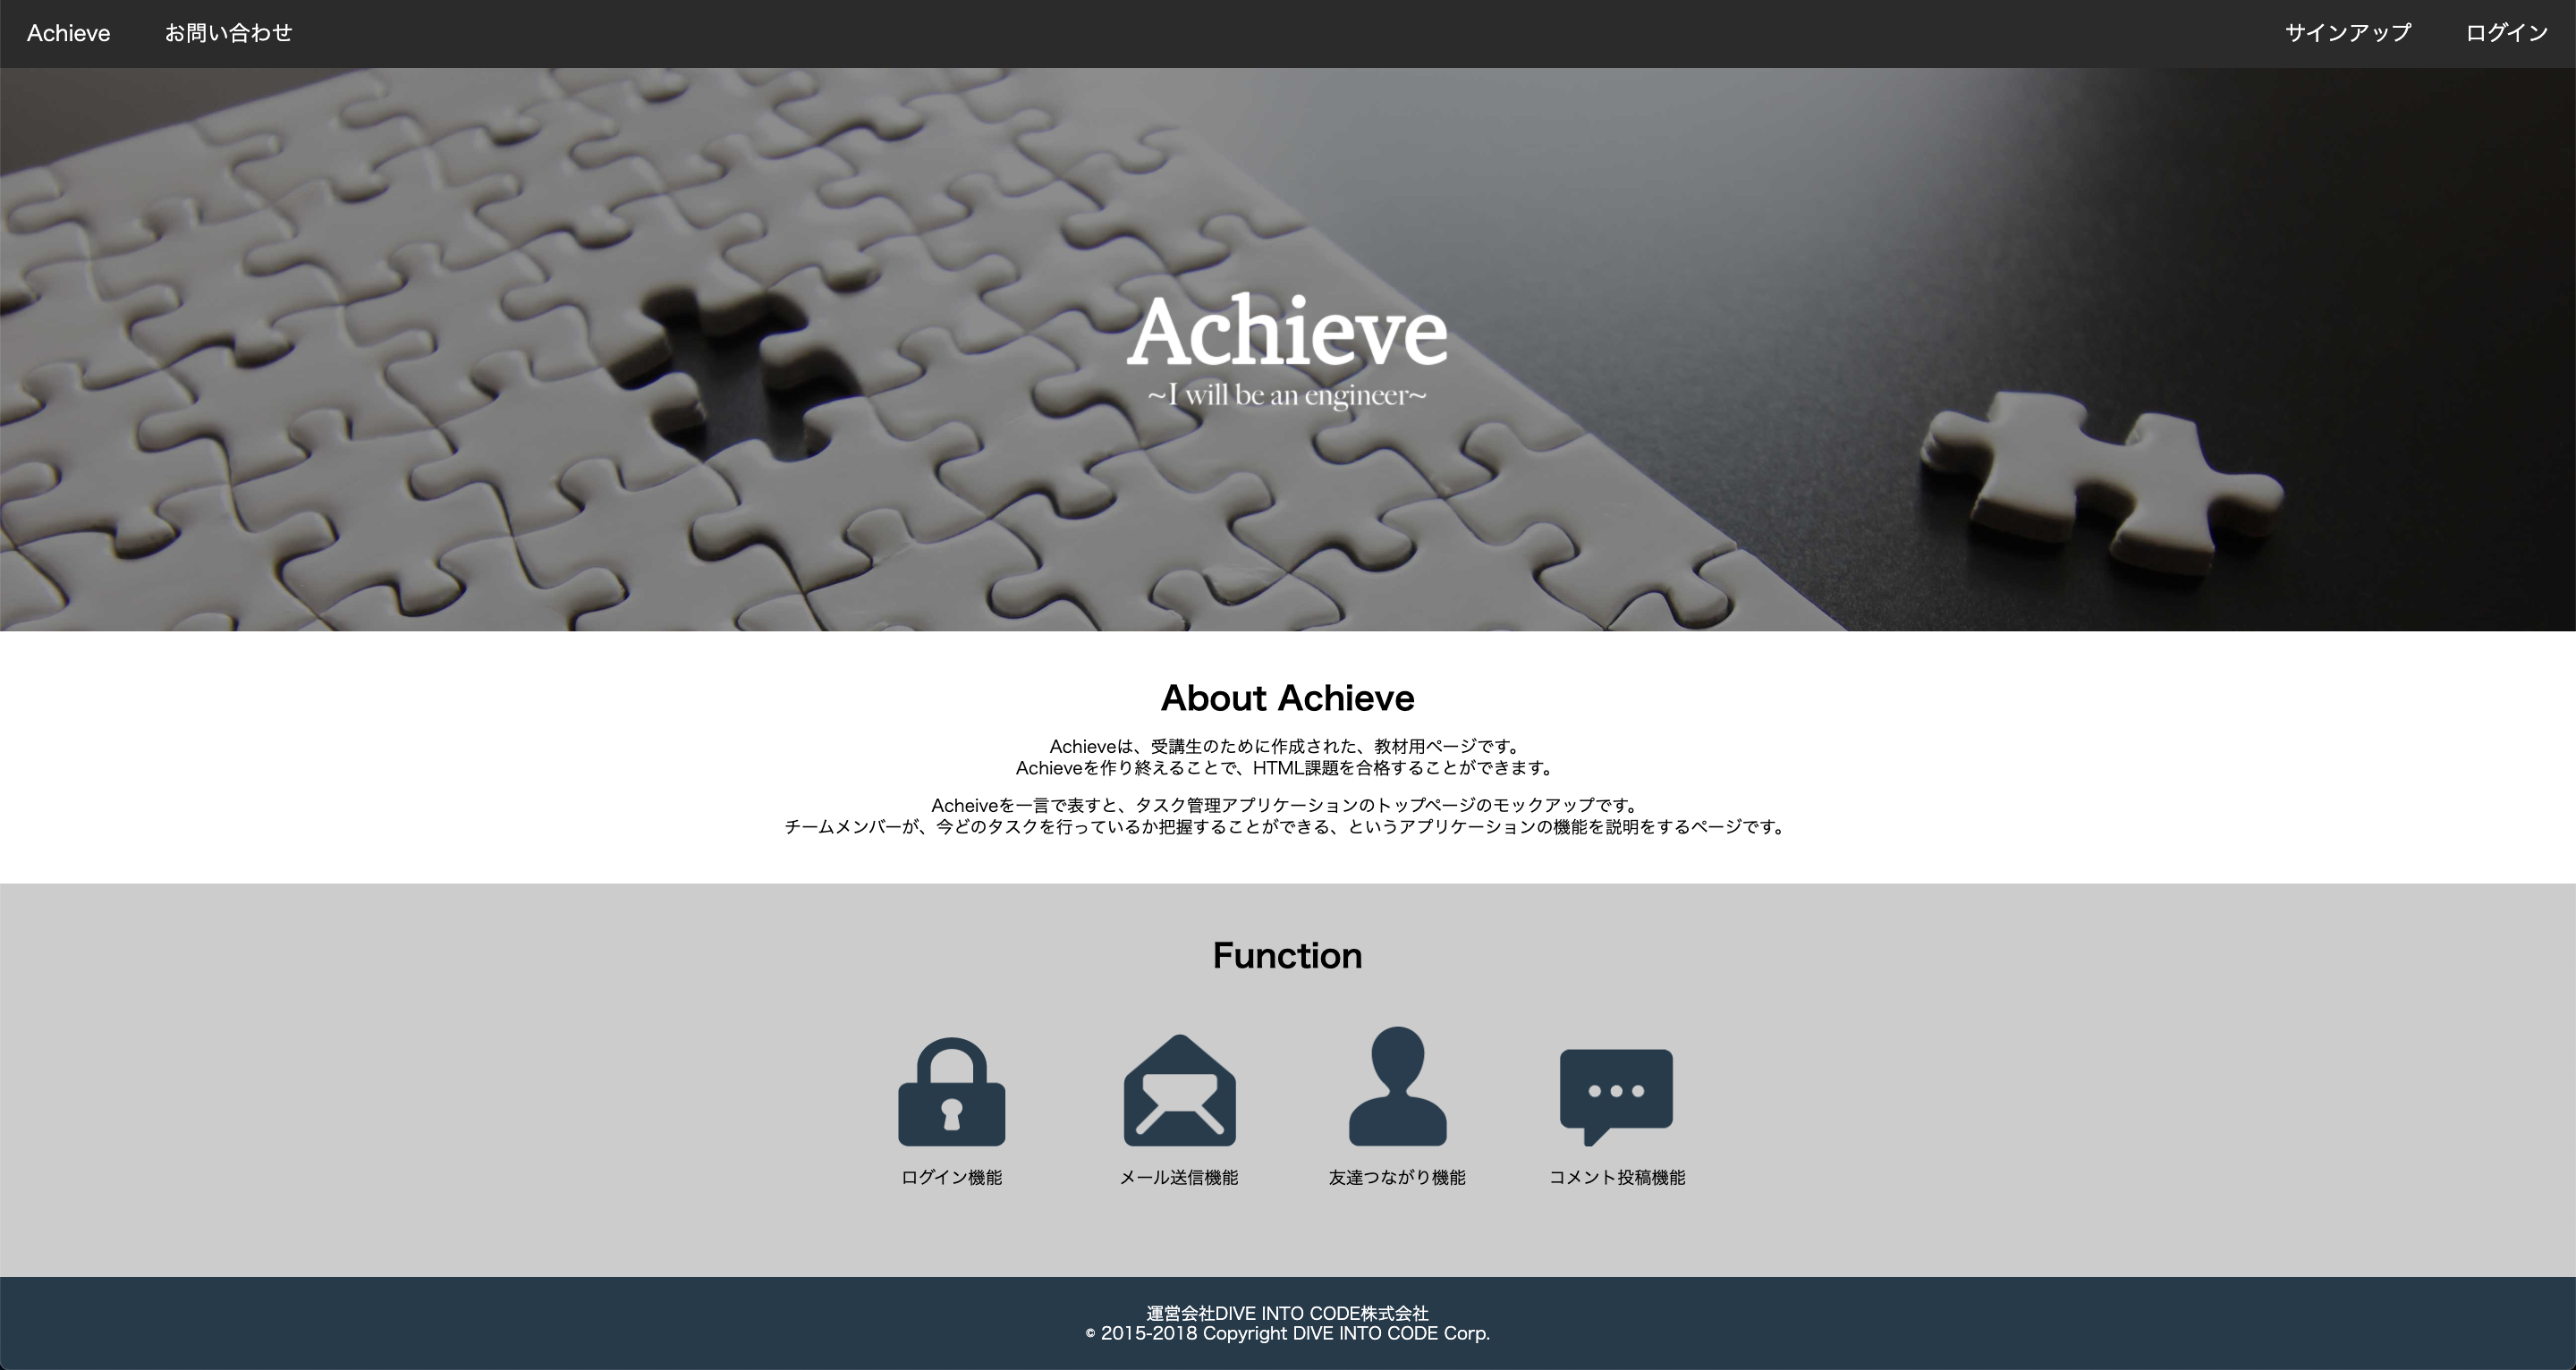 Achieve
お問い合わせ
サインアップ
ログイン
Achieve
~I will be an engineer~
About Achieve
Achieveは、受講生のために作成された、教材用ページです。
Achieveを作り終えることで、HTML課題を合格することができます。
Acheiveを一言で表すと、タスク管理アプリケーションのトップページのモックアップです。
チームメンバーが、今どのタスクを行っているか把握することができる、というアプリケーションの機能を説明をするページです。
Function
ログイン機能
メール送信機能
友達つながり機能
コメント投稿機能
運営会社DIVE INTO CODE株式会社
© 2015-2018 Copyright DIVE INTO CODE Corp.